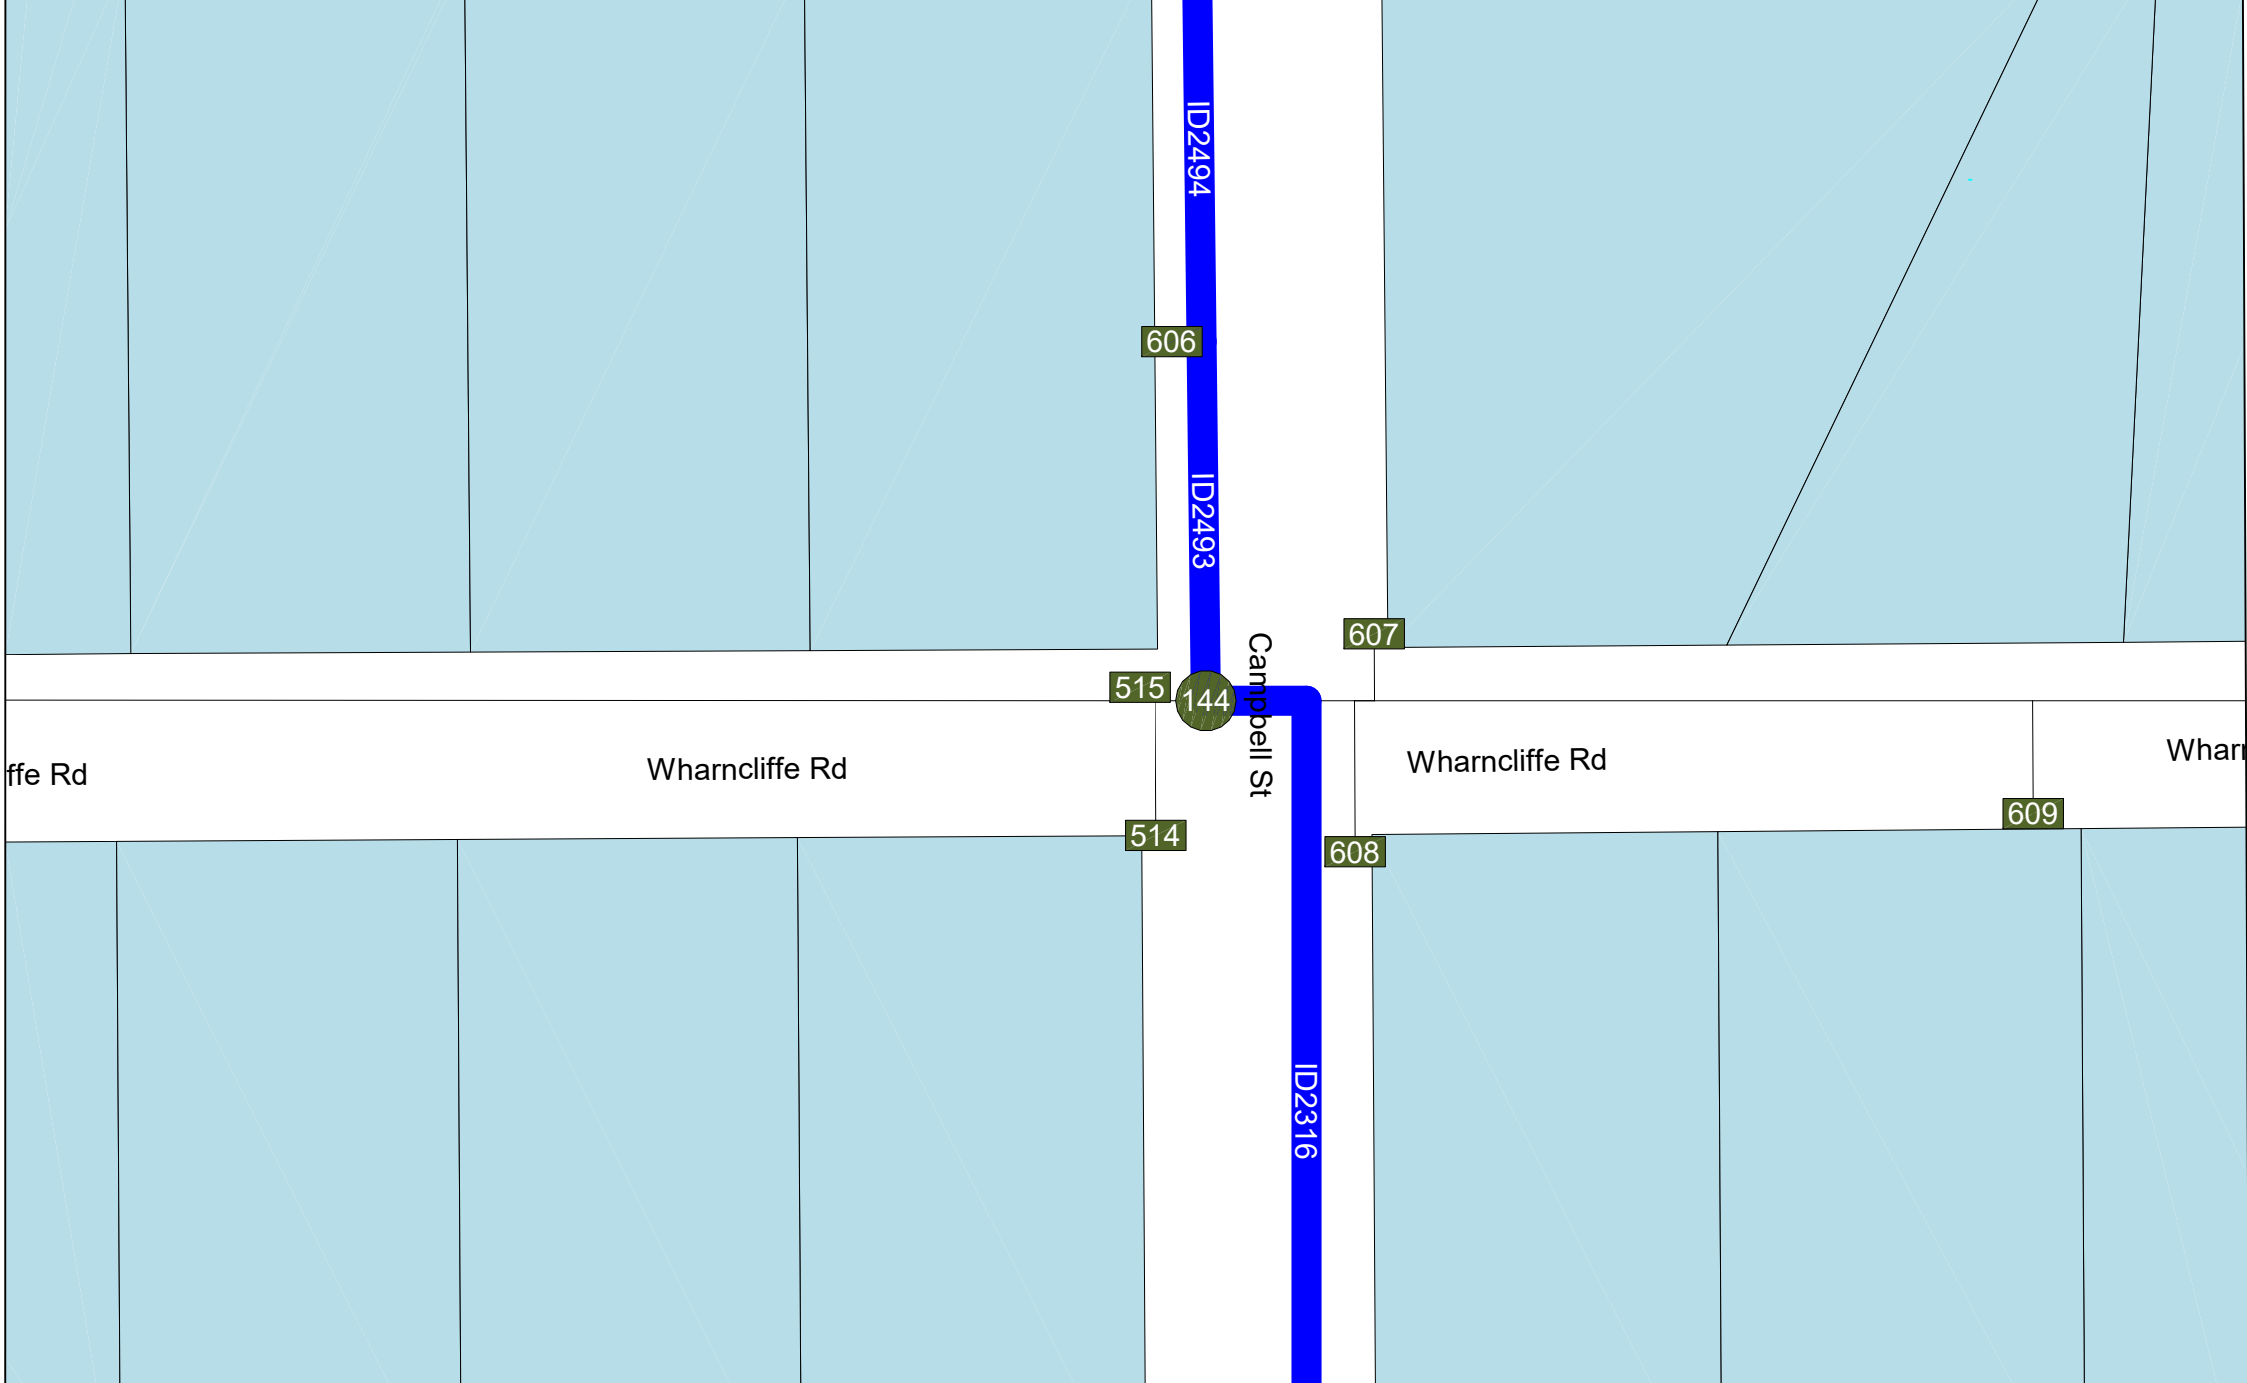 ID2494
606
ID2493
607
515
144
Campbell St
Wharncliffe Rd
Wharncliffe Rd
Whar
ffe Rd
609
514
608
ID2316